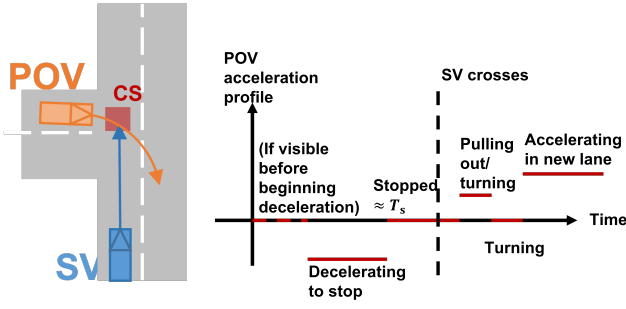 POV
CS
SV
POV
acceleration
profile
SV crosses
(If visible
before
beginning
deceleration)
Stopped
≈ Tₛ
Pulling
out/
turning
Accelerating
in new lane
Time
Turning
Decelerating
to stop